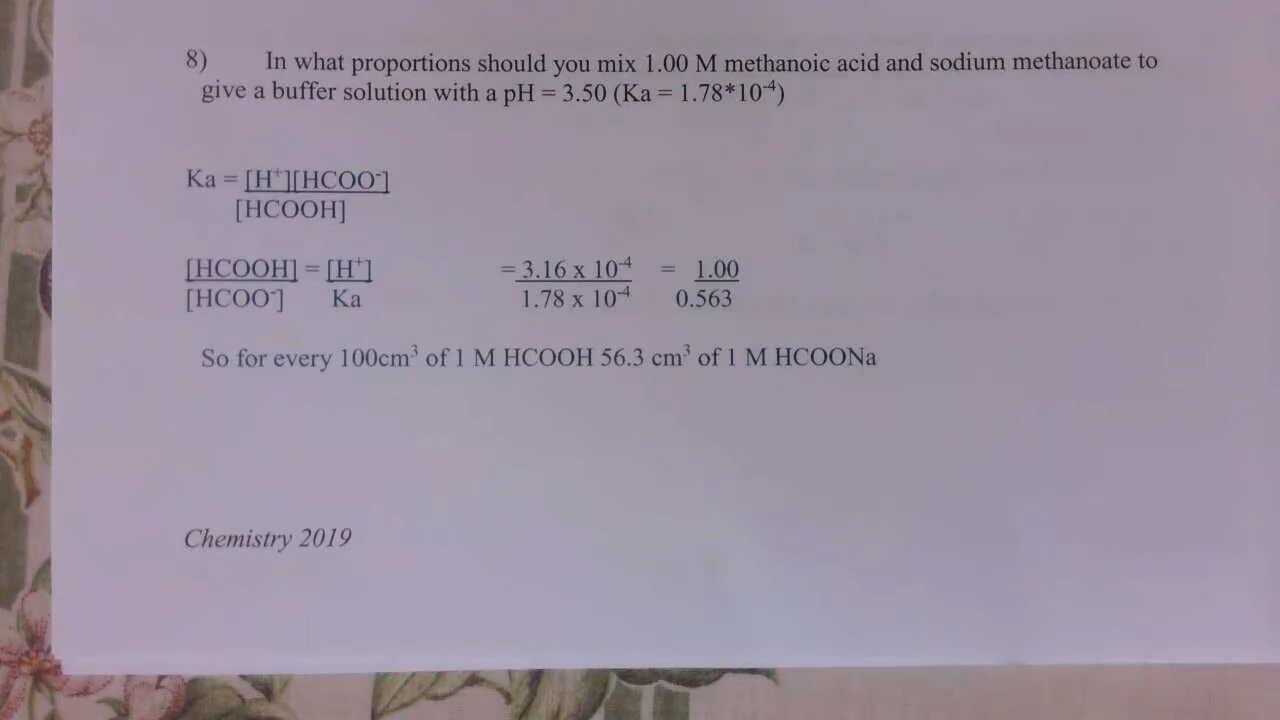 8) In what proportions should you mix 1.00 M methanoic acid and sodium methanoate to
give a buffer solution with a pH = 3.50 (Ka = 1.78*10⁻⁴)
Ka = [H⁺][HCOO⁻]
[HCOOH]
[HCOOH] = [H⁺] = 3.16 x 10⁻⁴ = 1.00
[HCOO⁻] Ka 1.78 x 10⁻⁴ 0.563
So for every 100cm³ of 1 M HCOOH 56.3 cm³ of 1 M HCOONa
Chemistry 2019